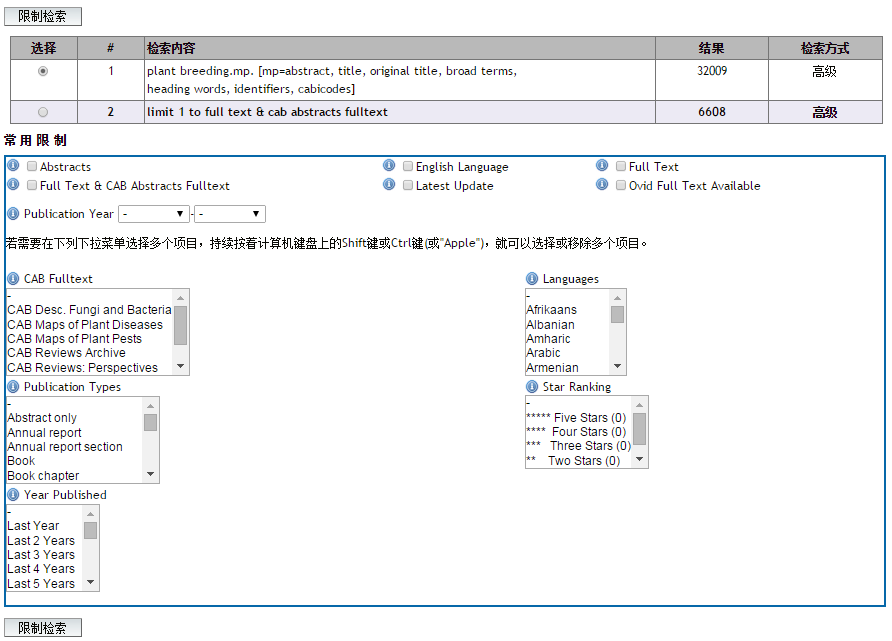 限制检索
选择 # 检索内容 结果 检索方式
1 plant breeding.mp. [mp=abstract, title, original title, broad terms, 32009 高级
heading words, identifiers, cabicodes]
2 limit 1 to full text & cab abstracts fulltext 6608 高级
常用限制
Abstracts English Language Full Text
Full Text & CAB Abstracts Fulltext Latest Update Ovid Full Text Available
Publication Year - - -
若需要在下列下拉菜单选择多个项目，持续按着计算机键盘上的Shift键或Ctrl键(或"Apple")，就可以选择或移除多个项目。
CAB Fulltext
-
CAB Desc. Fungi and Bacteria
CAB Maps of Plant Diseases
CAB Maps of Plant Pests
CAB Reviews Archive
CAB Reviews: Perspectives
Languages
-
Afrikaans
Albanian
Amharic
Arabic
Armenian
Publication Types
-
Abstract only
Annual report
Annual report section
Book
Book chapter
Star Ranking
-
***** Five Stars (0)
**** Four Stars (0)
*** Three Stars (0)
** Two Stars (0)
Year Published
-
Last Year
Last 2 Years
Last 3 Years
Last 4 Years
Last 5 Years
限制检索